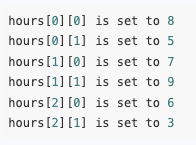 hours[0][0] is set to 8
hours[0][1] is set to 5
hours[1][0] is set to 7
hours[1][1] is set to 9
hours[2][0] is set to 6
hours[2][1] is set to 3